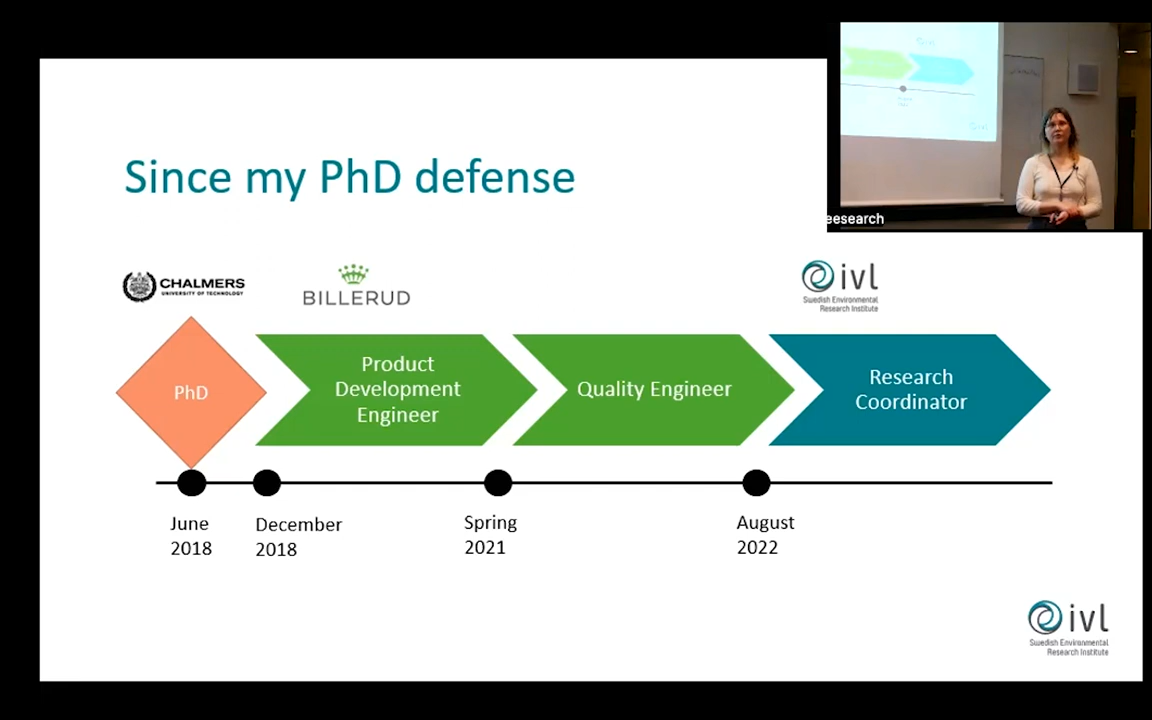 eesearch
Since my PhD defense
CHALMERS
UNIVERSITY OF TECHNOLOGY
BILLERUD
ivl
Swedish Environmental
Research Institute
PhD
Product
Development
Engineer
Quality Engineer
Research
Coordinator
June
2018
December
2018
Spring
2021
August
2022
ivl
Swedish Environmental
Research Institute